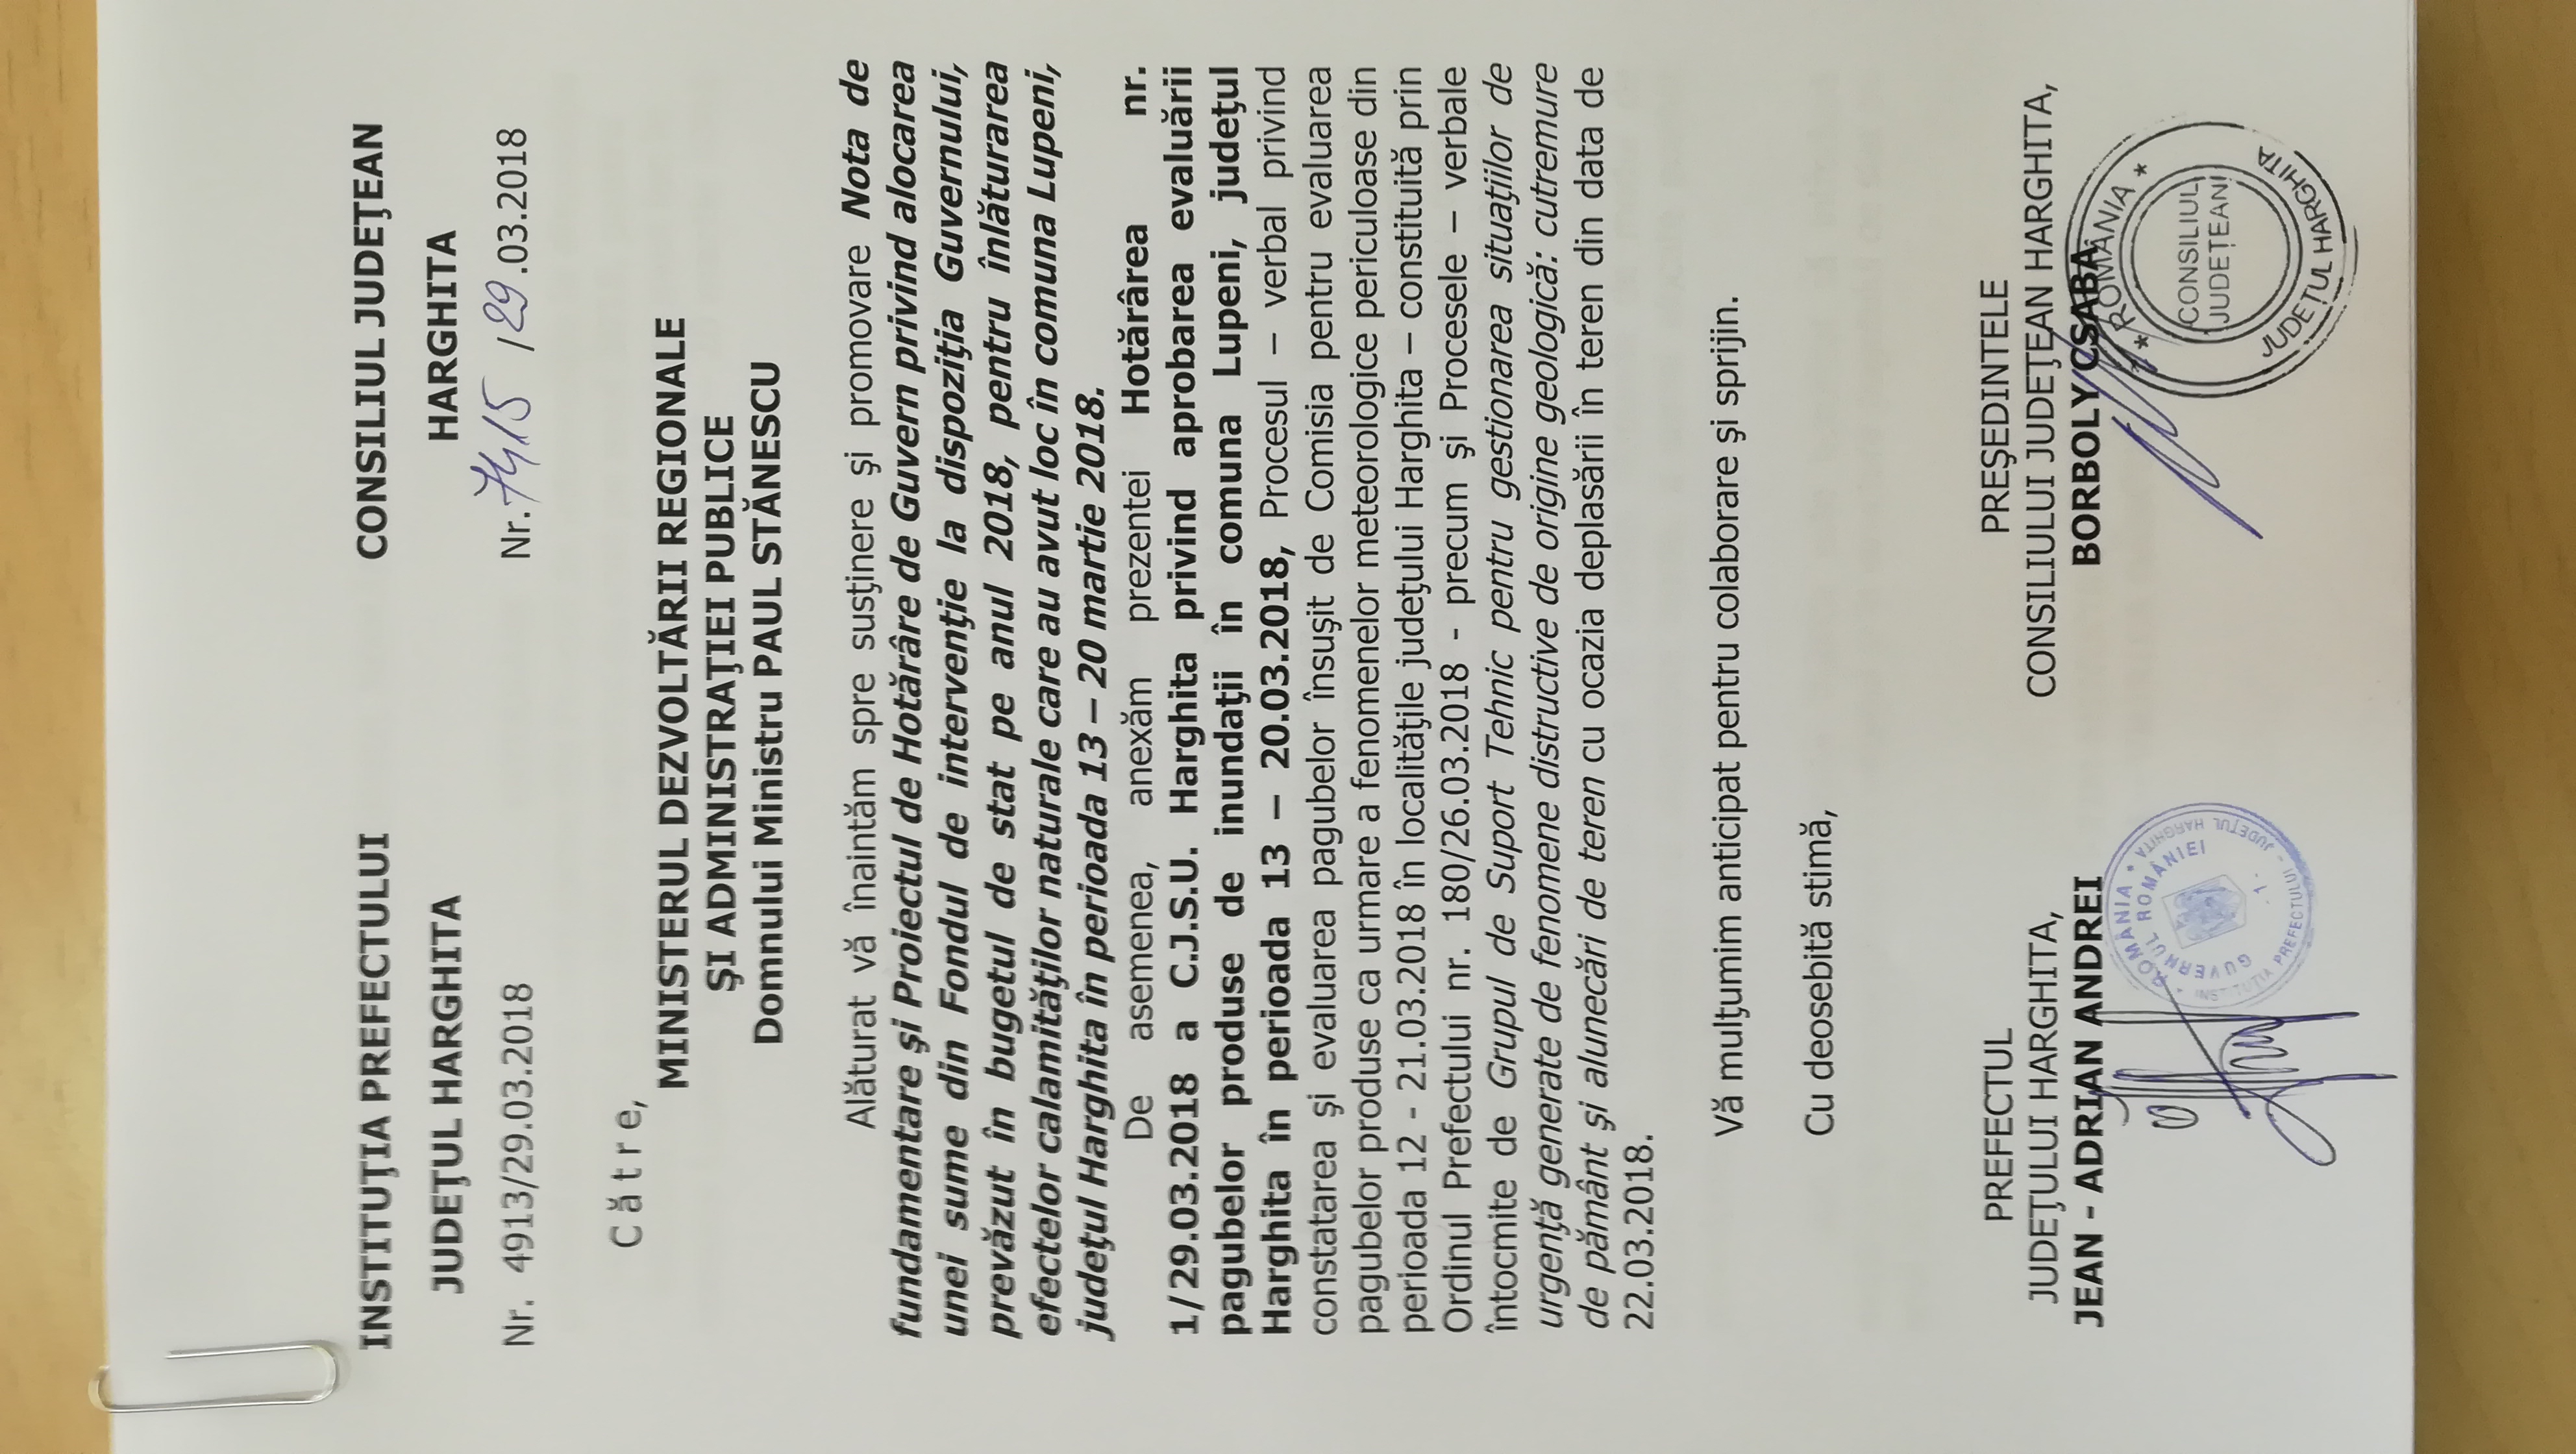 INSTITUŢIA PREFECTULUI CONSILIUL JUDEŢEAN
JUDEŢUL HARGHITA HARGHITA
Nr. 4913/29.03.2018 Nr. 7415 / 29.03.2018
Către,
MINISTERUL DEZVOLTĂRII REGIONALE
ŞI ADMINISTRAŢIEI PUBLICE
Domnului Ministru PAUL STĂNESCU
Alăturat vă înaintăm spre susţinere şi promovare Nota de
fundamentare şi Proiectul de Hotărâre de Guvern privind alocarea
unei sume din Fondul de intervenţie la dispoziţia Guvernului,
prevăzut în bugetul de stat pe anul 2018, pentru înlăturarea
efectelor calamităţilor naturale care au avut loc în comuna Lupeni,
judeţul Harghita în perioada 13 – 20 martie 2018.
De asemenea, anexăm prezentei Hotărârea nr.
1/29.03.2018 a C.J.S.U. Harghita privind aprobarea evaluării
pagubelor produse de inundaţii în comuna Lupeni, judeţul
Harghita în perioada 13 – 20.03.2018, Procesul – verbal privind
constatarea şi evaluarea pagubelor însuşit de Comisia pentru evaluarea
pagubelor produse ca urmare a fenomenelor meteorologice periculoase din
perioada 12 - 21.03.2018 în localităţile judeţului Harghita – constituită prin
Ordinul Prefectului nr. 180/26.03.2018 - precum şi Procesele – verbale
întocmite de Grupul de Suport Tehnic pentru gestionarea situaţiilor de
urgenţă generate de fenomene distructive de origine geologică: cutremure
de pământ şi alunecări de teren cu ocazia deplasării în teren din data de
22.03.2018.
Vă mulţumim anticipat pentru colaborare şi sprijin.
Cu deosebită stimă,
PREFECTUL PREŞEDINTELE
JUDEŢULUI HARGHITA, CONSILIULUI JUDEŢEAN HARGHITA,
JEAN - ADRIAN ANDREI BORBOLY CSABA
ROMÂNIA
GUVERNUL ROMÂNIEI
INSTITUŢIA PREFECTULUI - JUDEŢUL HARGHITA
- 1 -
* ROMÂNIA *
CONSILIUL
JUDEŢEAN
JUDEŢUL HARGHITA
HARGHITA